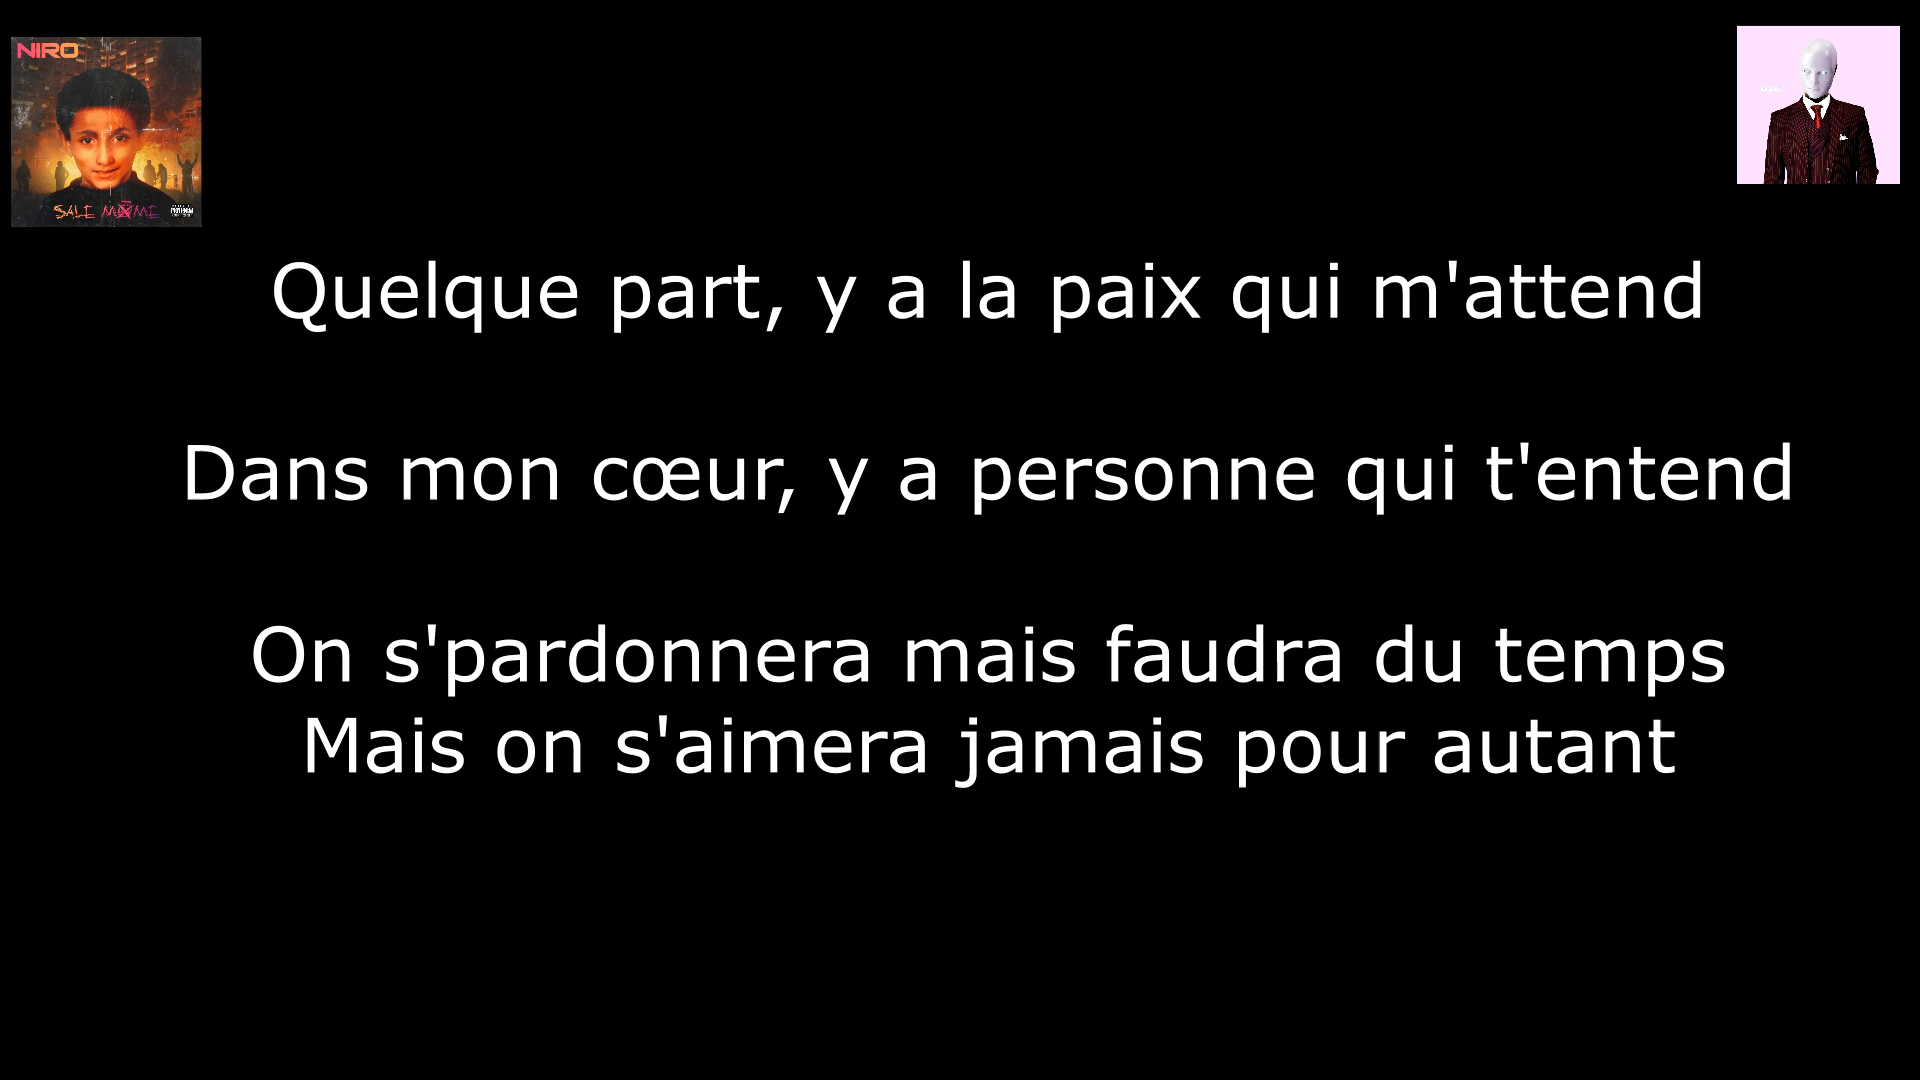 NIRO
SALE MÔME
Quelque part, y a la paix qui m'attend
Dans mon cœur, y a personne qui t'entend
On s'pardonnera mais faudra du temps
Mais on s'aimera jamais pour autant